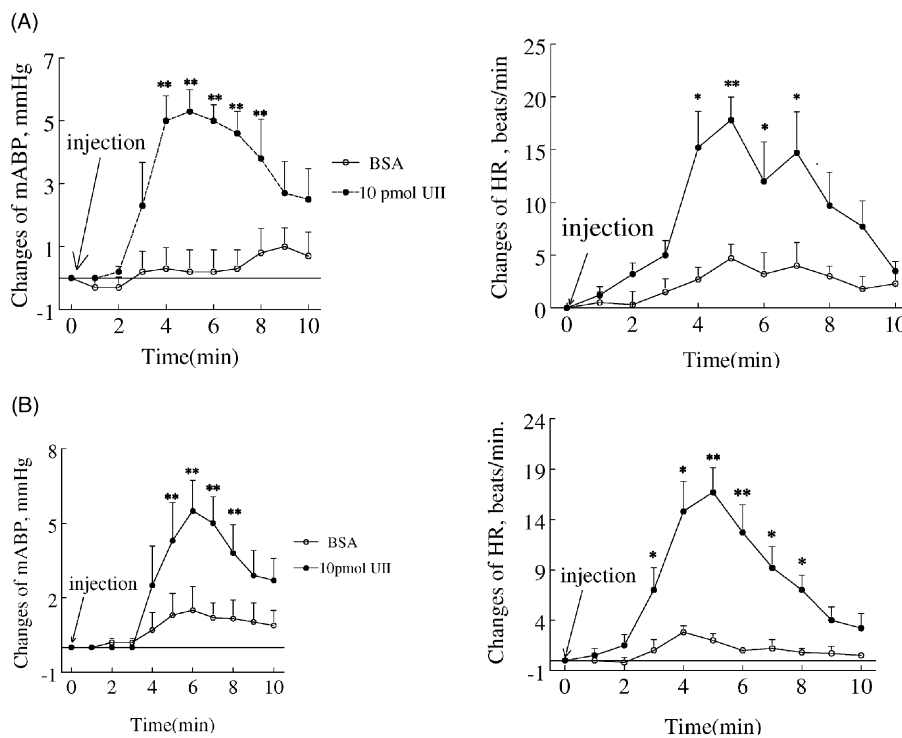 (A)
Changes of mABP, mmHg
7
5
3
1
-1
injection
** ** ** ** **
BSA
10 pmol UII
0 2 4 6 8 10
Time(min)
Changes of HR , beats/min
25
20
15
10
5
0
injection
* ** * *
0 2 4 6 8 10
Time(min)
(B)
Changes of mABP, mmHg
8
5
2
-1
injection
** ** ** **
BSA
10pmol UII
0 2 4 6 8 10
Time(min)
Changes of HR, beats/min.
24
19
14
9
4
-1
injection
* * ** ** * *
0 2 4 6 8 10
Time(min)